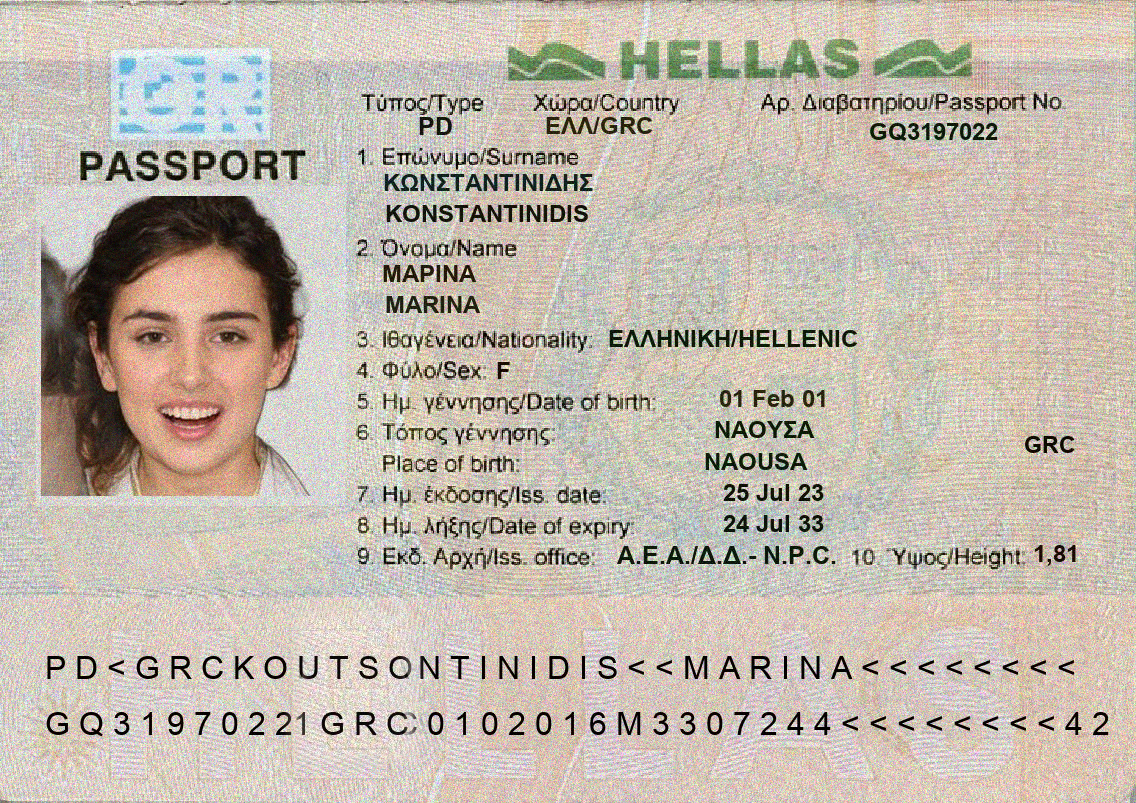 GR
HELLAS
PASSPORT
Τύπος/Type Χώρα/Country Αρ. Διαβατηρίου/Passport No.
PD ΕΛΛ/GRC GQ3197022
1. Επώνυμο/Surname
ΚΩΝΣΤΑΝΤΙΝΙΔΗΣ
KONSTANTINIDIS
2. Όνομα/Name
ΜΑΡΙΝΑ
MARINA
3. Ιθαγένεια/Nationality: ΕΛΛΗΝΙΚΗ/HELLENIC
4. Φύλο/Sex: F
5. Ημ. γέννησης/Date of birth: 01 Feb 01
6. Τόπος γέννησης: ΝΑΟΥΣΑ
Place of birth: NAOUSA GRC
7. Ημ. έκδοσης/Iss. date: 25 Jul 23
8. Ημ. λήξης/Date of expiry: 24 Jul 33
9 Εκδ. Αρχή/Iss. office: Α.Ε.Α./Δ.Δ.- N.P.C. 10. Ύψος/Height: 1,81
PD<GRCKOUTSONTINIDIS<<MARINA<<<<<<<<
GQ31970221GRC0102016M3307244<<<<<<<<42